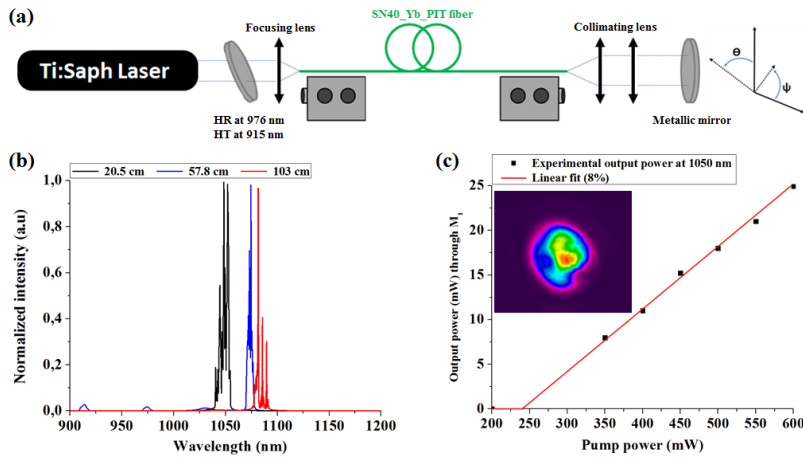 (a)
SN40_Yb_PIT fiber
Focusing lens
Collimating lens
Ti:Saph Laser
Θ
ψ
HR at 976 nm
HT at 915 nm
Metallic mirror
(b)
20.5 cm 57.8 cm 103 cm
Normalized intensity (a.u)
1,0
0,8
0,6
0,4
0,2
0,0
900 950 1000 1050 1100 1150 1200
Wavelength (nm)
(c)
Experimental output power at 1050 nm
Linear fit (8%)
Output power (mW) through M1
25
20
15
10
5
0
200 250 300 350 400 450 500 550 600
Pump power (mW)